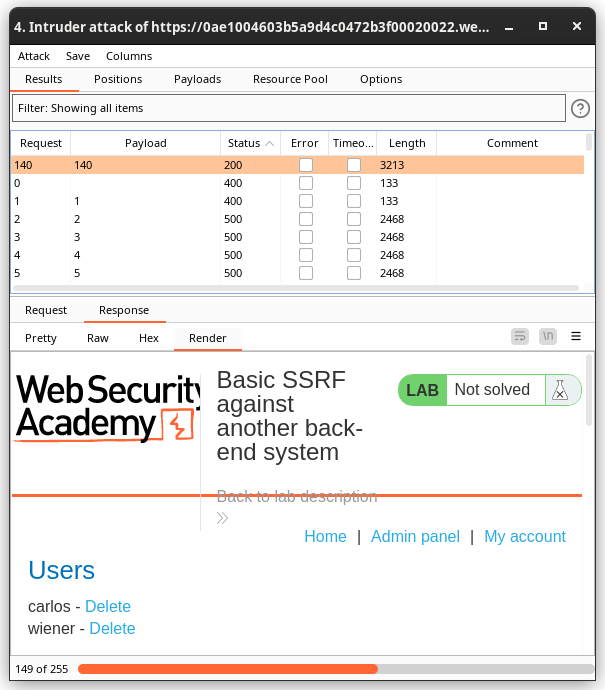 4. Intruder attack of https://0ae1004603b5a9d4c0472b3f00020022.we...
Attack Save Columns
Results Positions Payloads Resource Pool Options
Filter: Showing all items
Request Payload Status Error Timeo... Length Comment
140 140 200 3213
0 400 133
1 1 400 133
2 2 500 2468
3 3 500 2468
4 4 500 2468
5 5 500 2468
Request Response
Pretty Raw Hex Render
\n
WebSecurity
Academy
Basic SSRF
against
another back-
end system
LAB Not solved
Back to lab description
Home | Admin panel | My account
Users
carlos - Delete
wiener - Delete
149 of 255